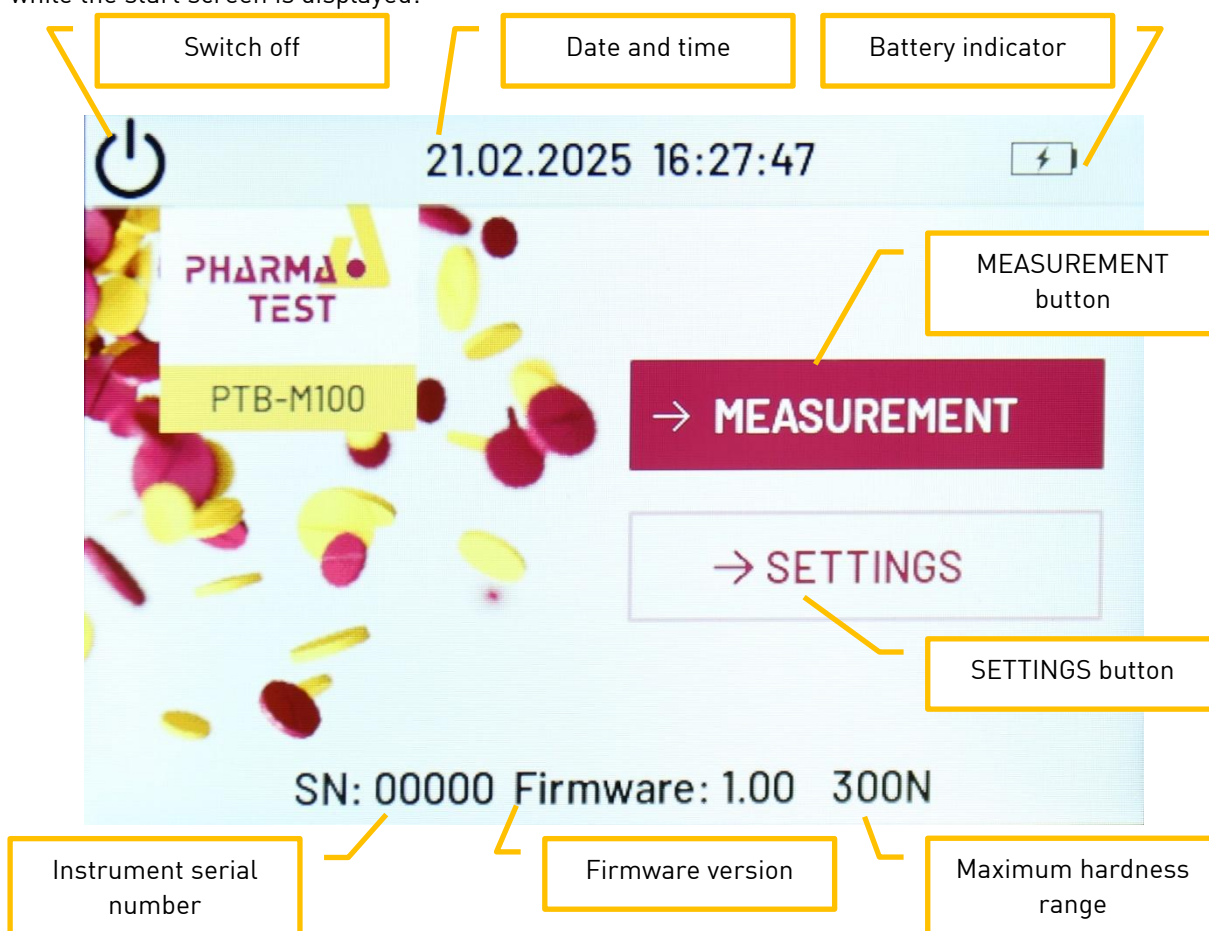 while the start screen is displayed:
Switch off
Date and time
Battery indicator
21.02.2025 16:27:47
PHARMA
TEST
PTB-M100
MEASUREMENT
button
→ MEASUREMENT
→ SETTINGS
SETTINGS button
SN: 00000 Firmware: 1.00 300N
Instrument serial
number
Firmware version
Maximum hardness
range